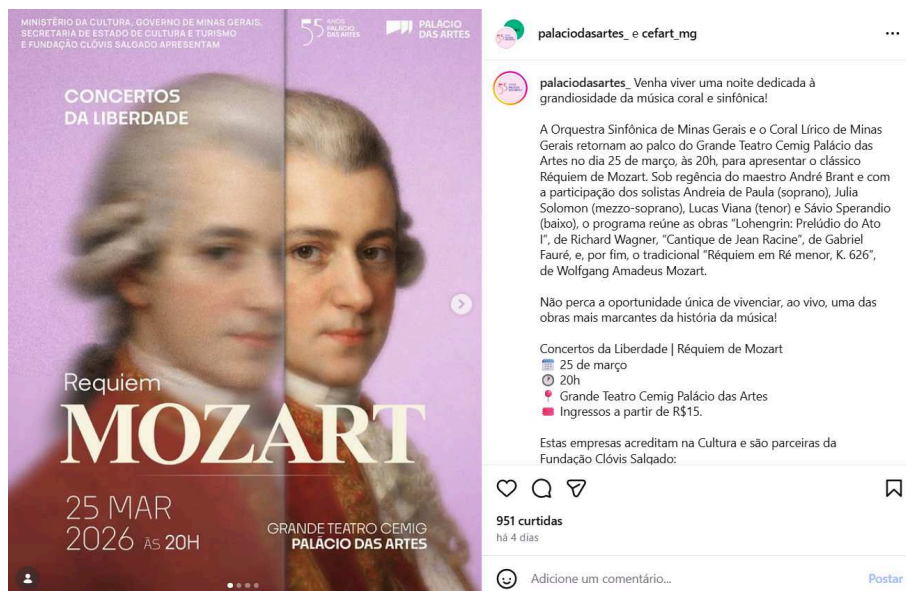 MINISTÉRIO DA CULTURA, GOVERNO DE MINAS GERAIS,
SECRETARIA DE ESTADO DE CULTURA E TURISMO
E FUNDAÇÃO CLÓVIS SALGADO APRESENTAM
55 ANOS
PALÁCIO
DAS ARTES
PALÁCIO
DAS ARTES
CONCERTOS
DA LIBERDADE
Requiem
MOZART
25 MAR
2026 ÀS 20H
GRANDE TEATRO CEMIG
PALÁCIO DAS ARTES
palaciodasartes_ e cefart_mg
palaciodasartes_ Venha viver uma noite dedicada à
grandiosidade da música coral e sinfônica!
A Orquestra Sinfônica de Minas Gerais e o Coral Lírico de Minas
Gerais retornam ao palco do Grande Teatro Cemig Palácio das
Artes no dia 25 de março, às 20h, para apresentar o clássico
Réquiem de Mozart. Sob regência do maestro André Brant e com
a participação dos solistas Andreia de Paula (soprano), Julia
Solomon (mezzo-soprano), Lucas Viana (tenor) e Sávio Sperandio
(baixo), o programa reúne as obras “Lohengrin: Prelúdio do Ato
I”, de Richard Wagner, “Cantique de Jean Racine”, de Gabriel
Fauré, e, por fim, o tradicional “Réquiem em Ré menor, K. 626”,
de Wolfgang Amadeus Mozart.
Não perca a oportunidade única de vivenciar, ao vivo, uma das
obras mais marcantes da história da música!
Concertos da Liberdade | Réquiem de Mozart
25 de março
20h
Grande Teatro Cemig Palácio das Artes
Ingressos a partir de R$15.
Estas empresas acreditam na Cultura e são parceiras da
Fundação Clóvis Salgado:
951 curtidas
há 4 dias
Adicione um comentário...
Postar